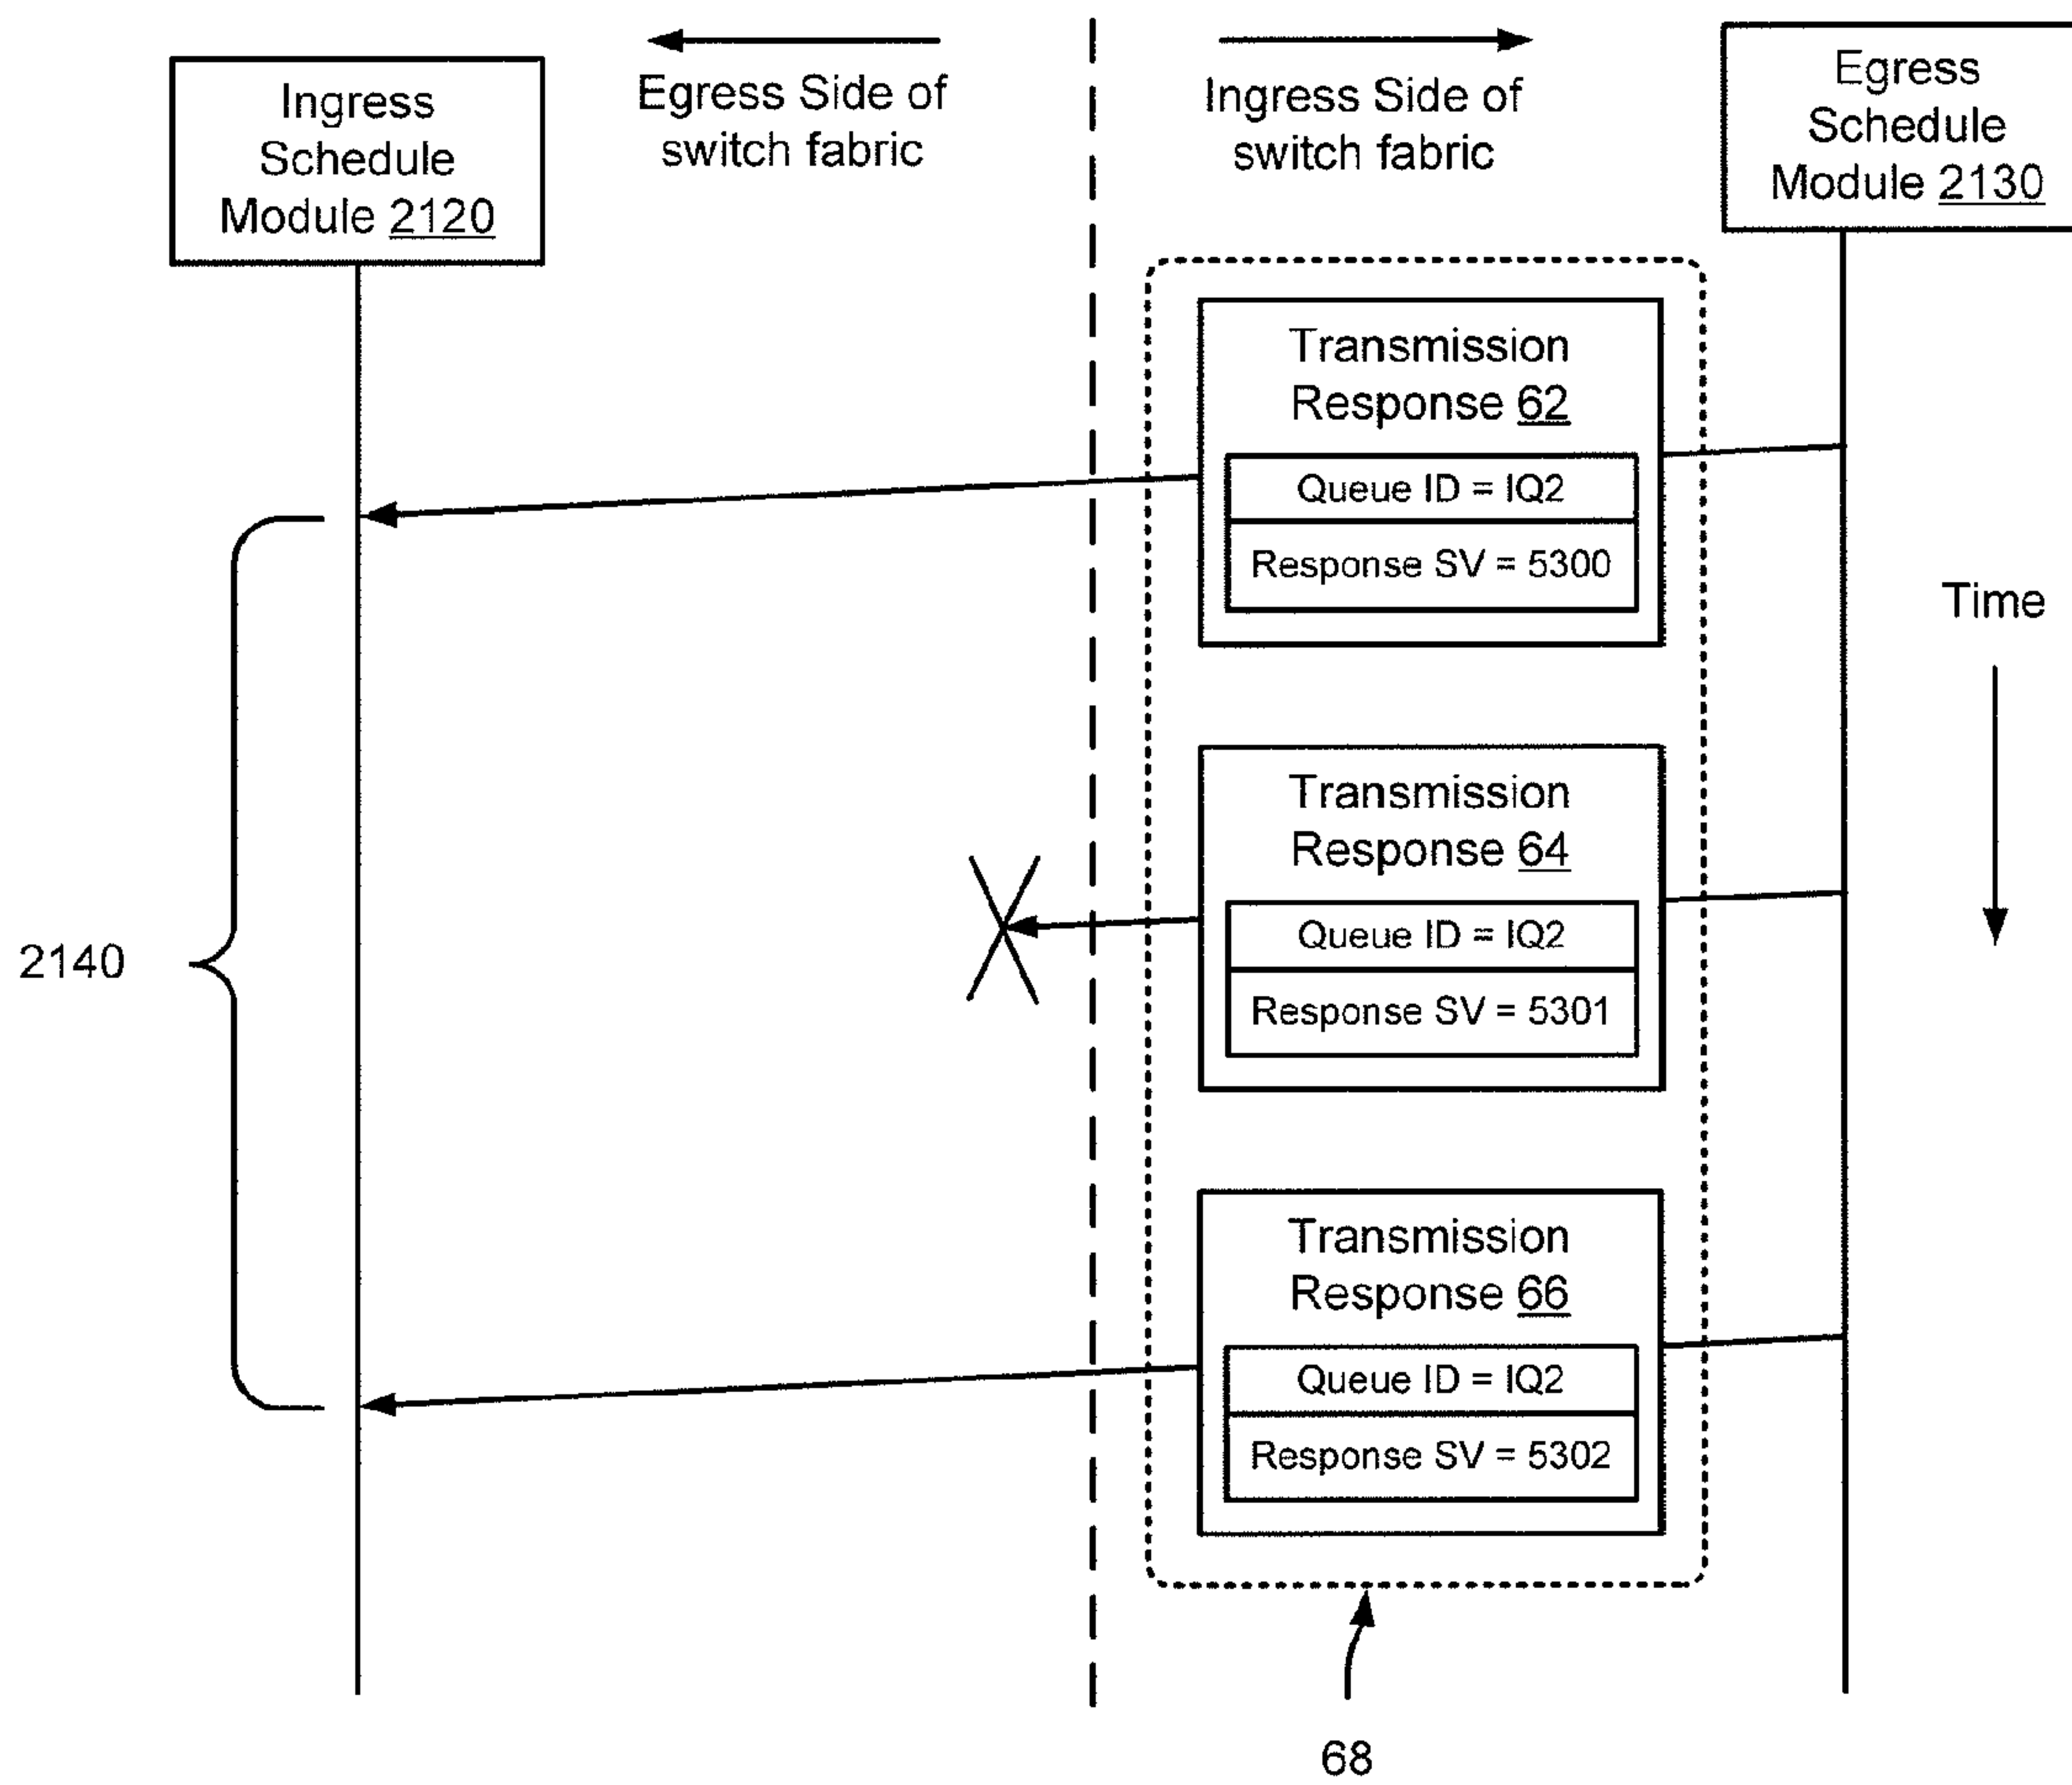 Ingress
Schedule
Module 2120
Egress Side of
switch fabric
Ingress Side of
switch fabric
Egress
Schedule
Module 2130
Transmission
Response 62
Queue ID = IQ2
Response SV = 5300
Time
Transmission
Response 64
Queue ID = IQ2
Response SV = 5301
2140
Transmission
Response 66
Queue ID = IQ2
Response SV = 5302
68